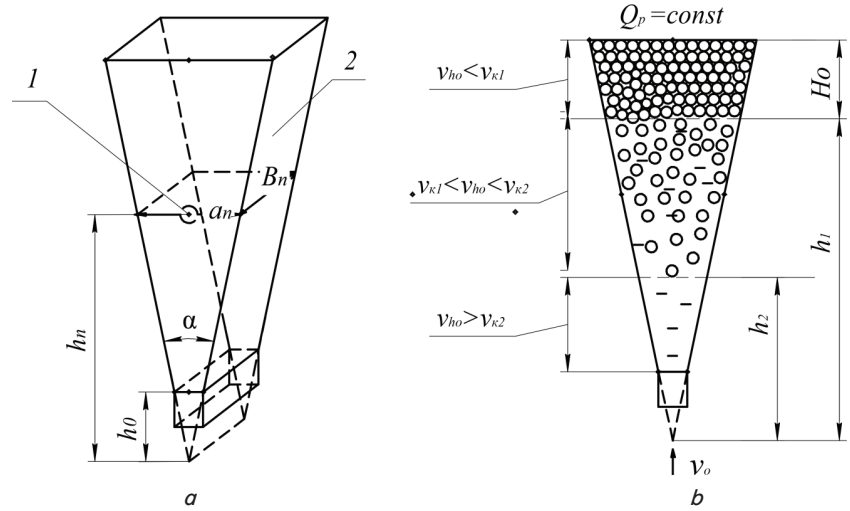 1
2
Bn
an
hn
α
h0
a
Qp =const
vho<vк1
Ho
vк1<vho<vк2
h1
vho>vк2
h2
vo
b